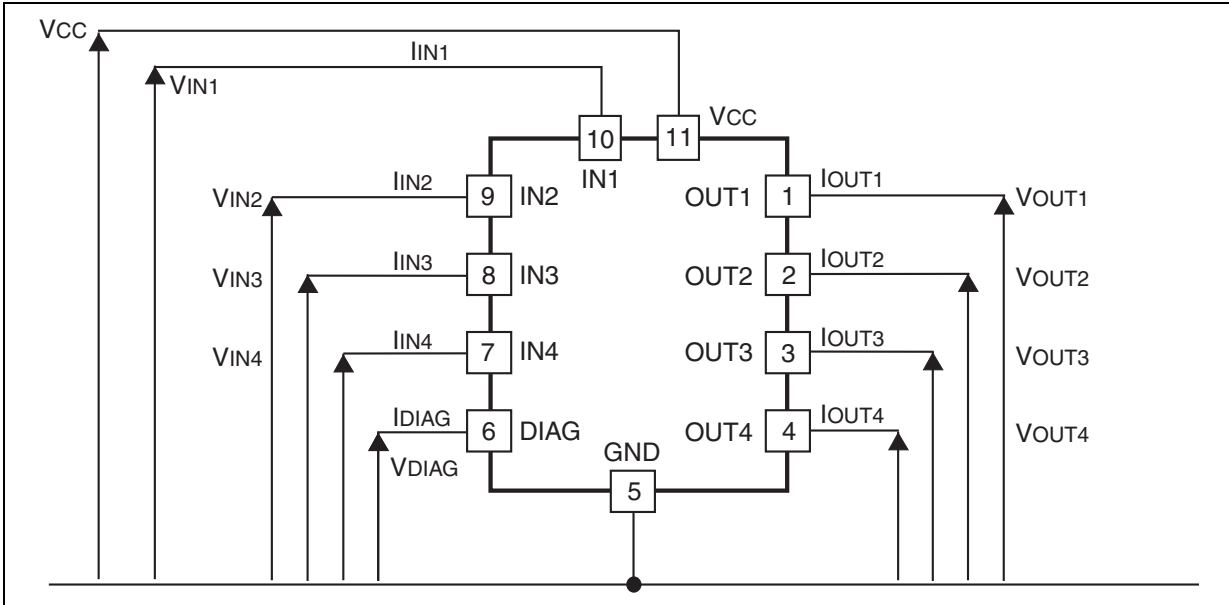 VCC
IIN1
VIN1
10
11
VCC
IN1
VIN2
IIN2
9
IN2
OUT1
1
IOUT1
VOUT1
VIN3
IIN3
8
IN3
OUT2
2
IOUT2
VOUT2
VIN4
IIN4
7
IN4
OUT3
3
IOUT3
VOUT3
IDIAG
6
DIAG
OUT4
4
IOUT4
VOUT4
VDIAG
GND
5